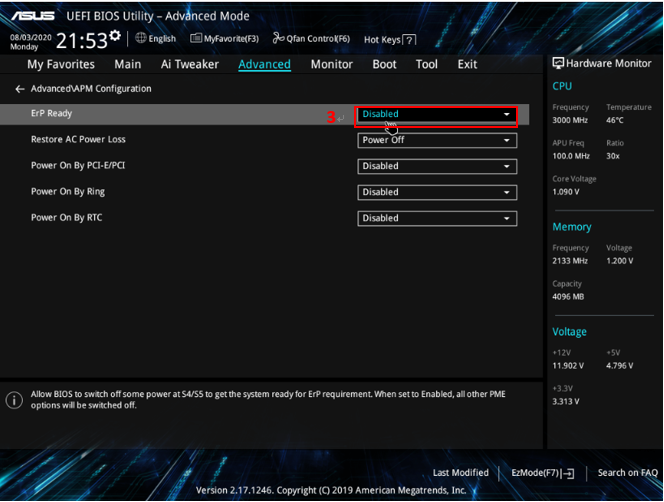 ASUS UEFI BIOS Utility – Advanced Mode
08/03/2020
Monday
21:53
English MyFavorite(F3) Qfan Control(F6) Hot Keys ?
My Favorites Main Ai Tweaker Advanced Monitor Boot Tool Exit
Hardware Monitor
← Advanced\APM Configuration
ErP Ready 3 Disabled
Restore AC Power Loss Power Off
Power On By PCI-E/PCI Disabled
Power On By Ring Disabled
Power On By RTC Disabled
CPU
Frequency Temperature
3000 MHz 46°C
APU Freq Ratio
100.0 MHz 30x
Core Voltage
1.090 V
Memory
Frequency Voltage
2133 MHz 1.200 V
Capacity
4096 MB
Voltage
+12V +5V
11.902 V 4.796 V
+3.3V
3.313 V
Allow BIOS to switch off some power at S4/S5 to get the system ready for ErP requirement. When set to Enabled, all other PME
options will be switched off.
Last Modified EzMode(F7) Search on FAQ
Version 2.17.1246. Copyright (C) 2019 American Megatrends, Inc.